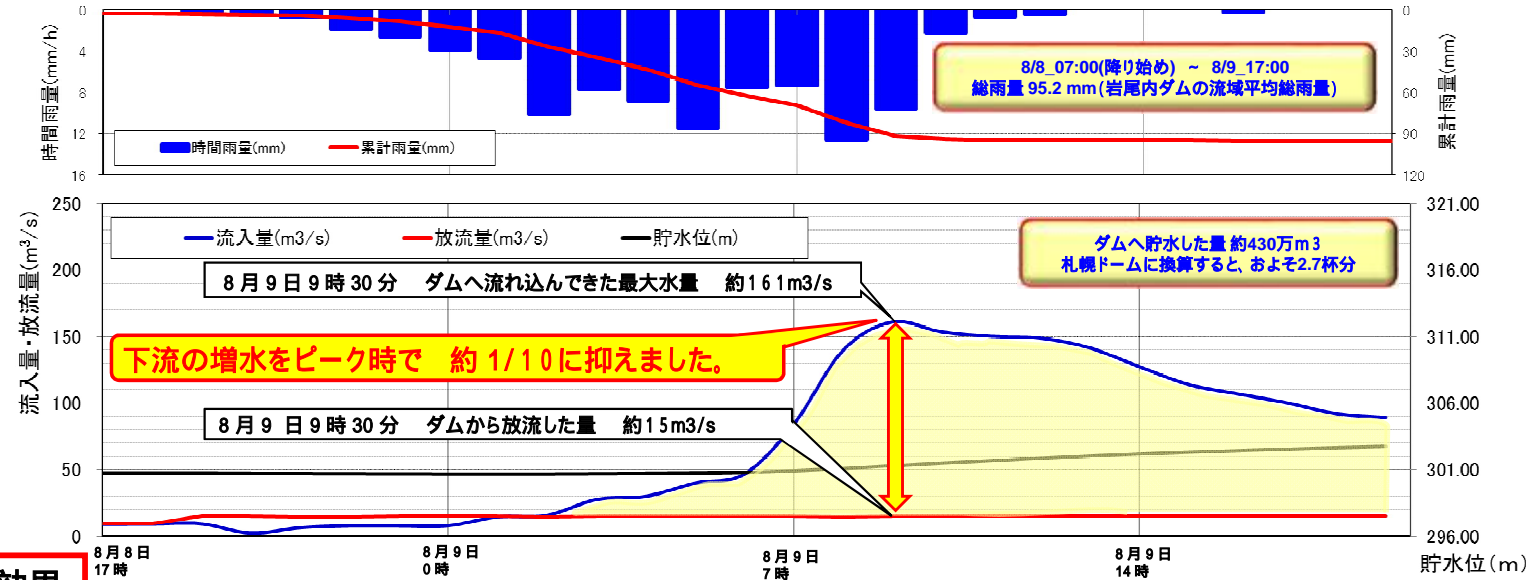 0
4
8
12
16
時間雨量(mm/h)
0
30
60
90
120
累計雨量(mm)
8/8_07:00(降り始め) ~ 8/9_17:00
総雨量 95.2 mm(岩尾内ダムの流域平均総雨量)
時間雨量(mm) 累計雨量(mm)
250
200
150
100
50
0
流入量・放流量(m³/s)
321.00
316.00
311.00
306.00
301.00
296.00
貯水位(m)
流入量(m3/s) 放流量(m3/s) 貯水位(m)
ダムへ貯水した量 約430万m3
札幌ドームに換算すると、およそ2.7杯分
8月9日9時30分 ダムへ流れ込んできた最大水量 約161m3/s
下流の増水をピーク時で 約1/10に抑えました。
8月9日9時30分 ダムから放流した量 約15m3/s
8月8日
17時
8月9日
0時
8月9日
7時
8月9日
14時